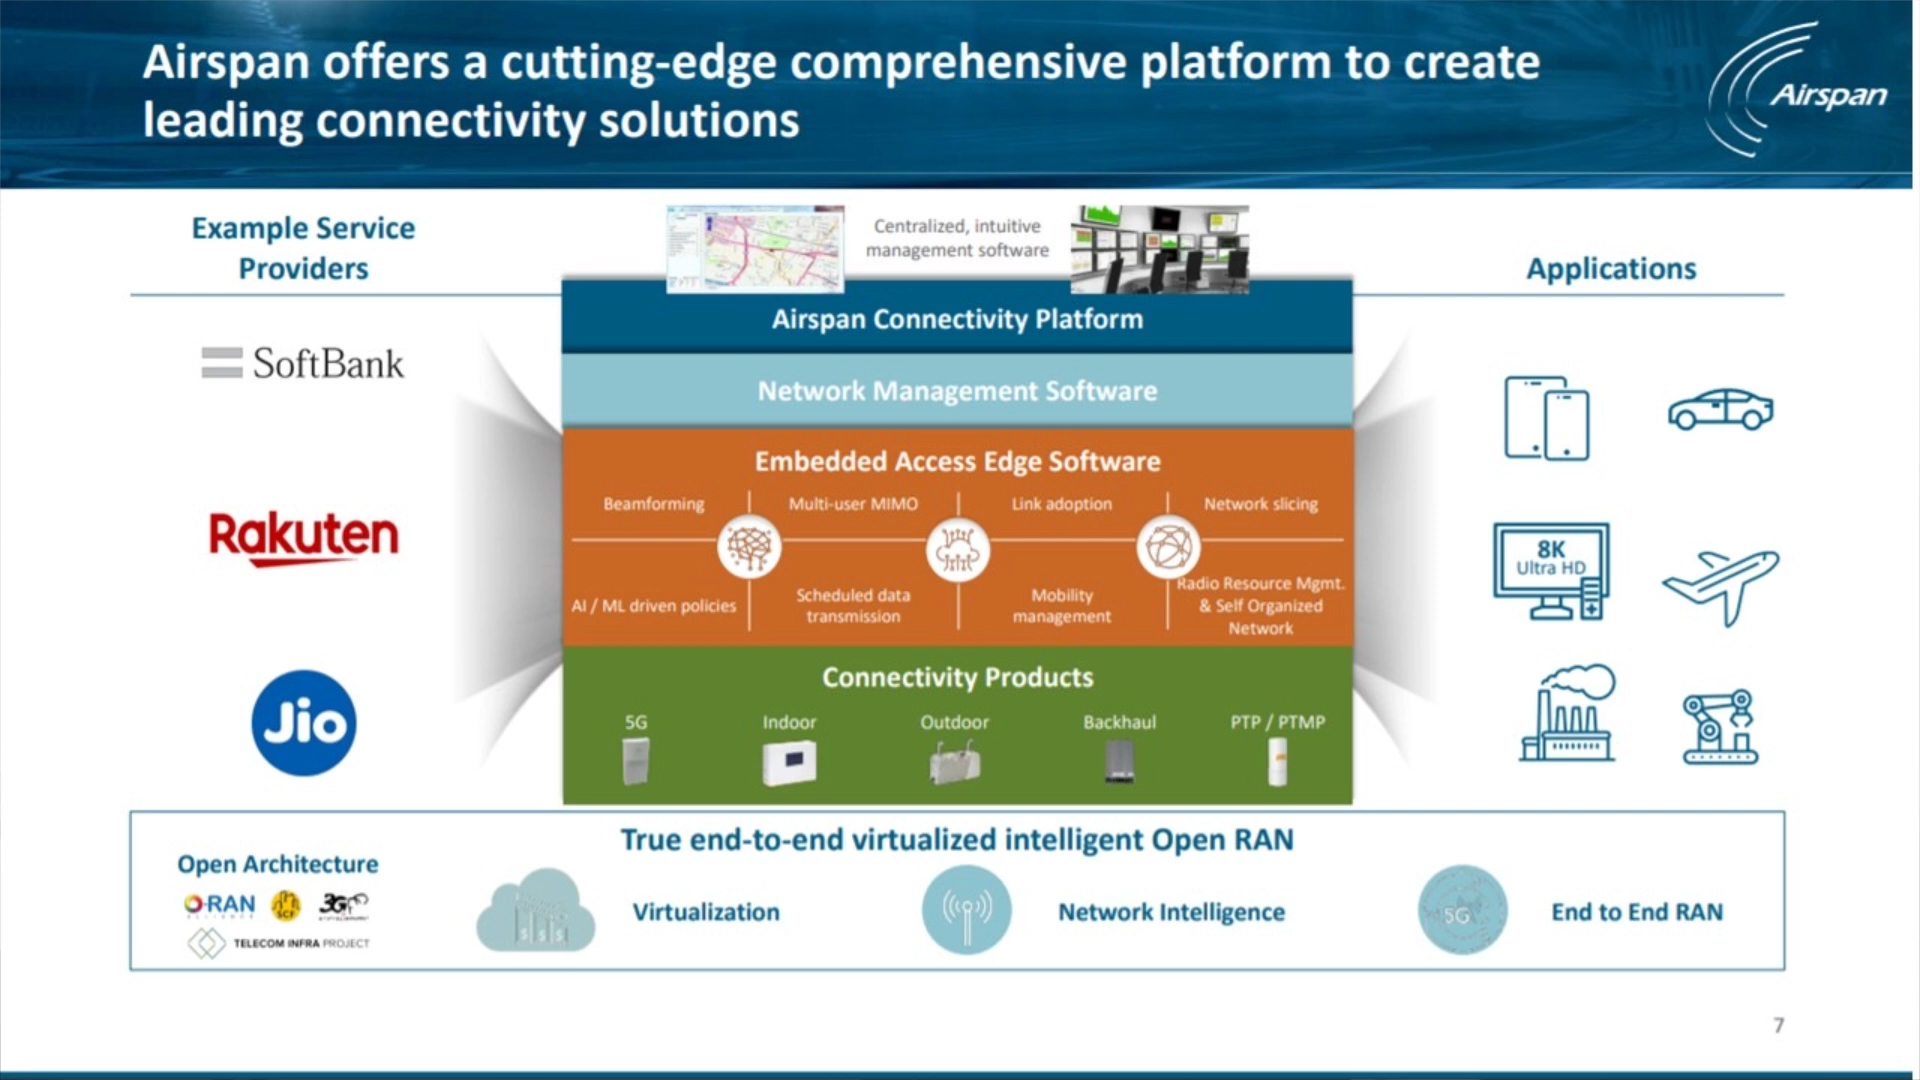 Airspan offers a cutting-edge comprehensive platform to create
leading connectivity solutions
Airspan
Example Service
Providers
SoftBank
Rakuten
Jio
Centralized, intuitive
management software
Airspan Connectivity Platform
Network Management Software
Embedded Access Edge Software
Beamforming
Multi-user MIMO
Link adoption
Network slicing
AI / ML driven policies
Scheduled data
transmission
Mobility
management
Radio Resource Mgmt.
& Self Organized
Network
Connectivity Products
5G
Indoor
Outdoor
Backhaul
PTP / PTMP
Applications
8K
Ultra HD
True end-to-end virtualized intelligent Open RAN
Open Architecture
O-RAN
ALLIANCE
SCF
3GPP
TELECOM INFRA PROJECT
$ $ $
Virtualization
Network Intelligence
5G
End to End RAN
7